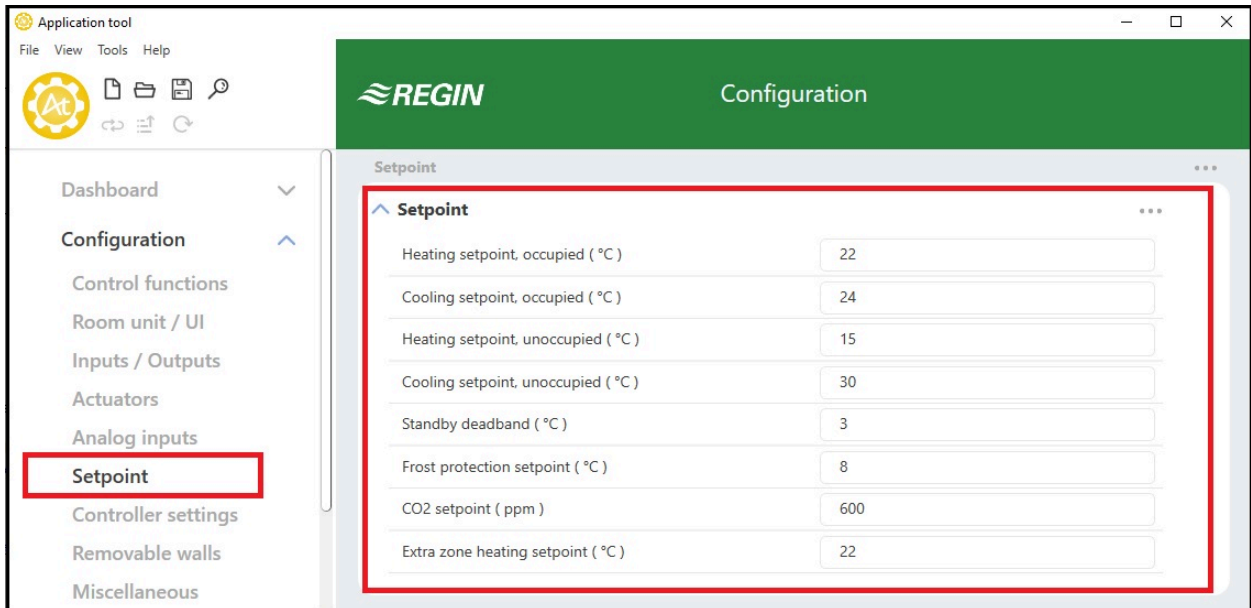 Application tool
File View Tools Help
At
REGIN
Configuration
Dashboard
Configuration
Control functions
Room unit / UI
Inputs / Outputs
Actuators
Analog inputs
Setpoint
Controller settings
Removable walls
Miscellaneous
Setpoint
Setpoint
Heating setpoint, occupied ( °C ) 22
Cooling setpoint, occupied ( °C ) 24
Heating setpoint, unoccupied ( °C ) 15
Cooling setpoint, unoccupied ( °C ) 30
Standby deadband ( °C ) 3
Frost protection setpoint ( °C ) 8
CO2 setpoint ( ppm ) 600
Extra zone heating setpoint ( °C ) 22